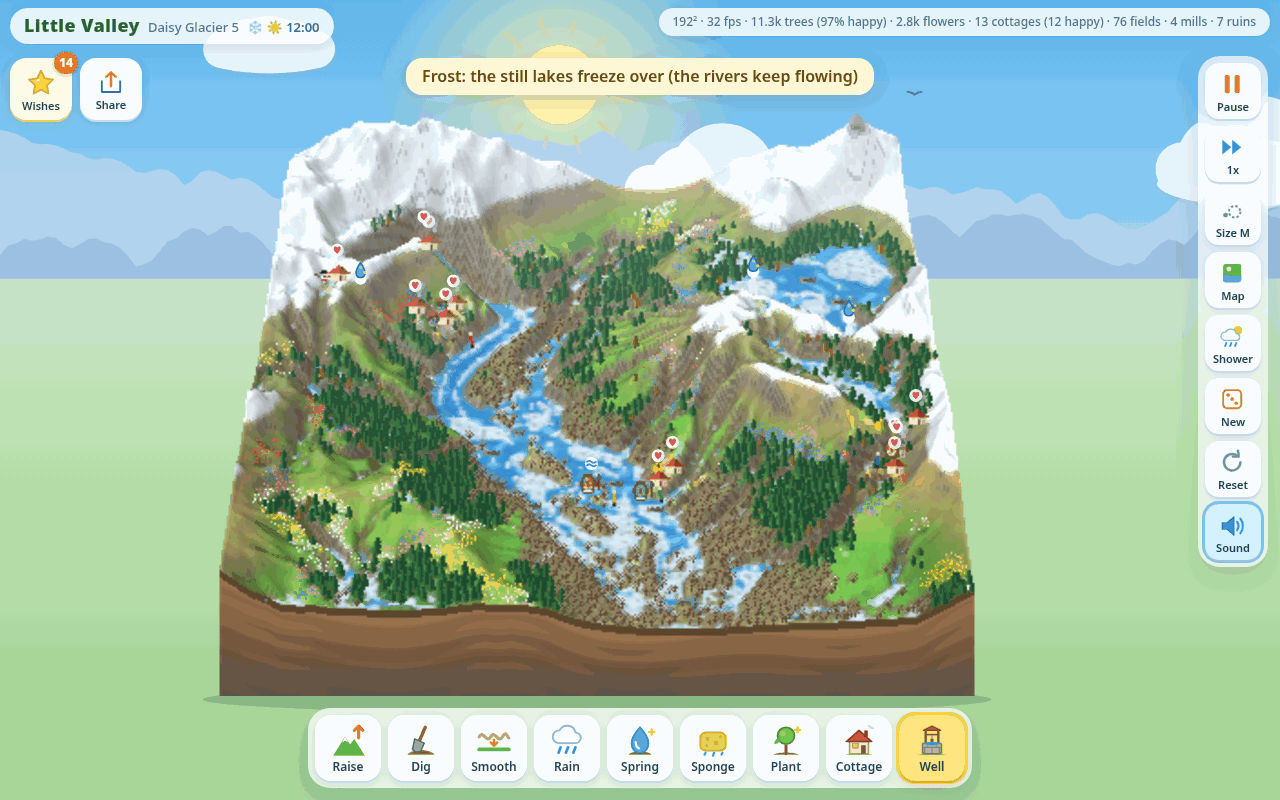 Little Valley Daisy Glacier 5 12:00
192² · 32 fps · 11.3k trees (97% happy) · 2.8k flowers · 13 cottages (12 happy) · 76 fields · 4 mills · 7 ruins
14
Wishes
Share
Frost: the still lakes freeze over (the rivers keep flowing)
Pause
1x
Size M
Map
Shower
New
Reset
Sound
Raise
Dig
Smooth
Rain
Spring
Sponge
Plant
Cottage
Well